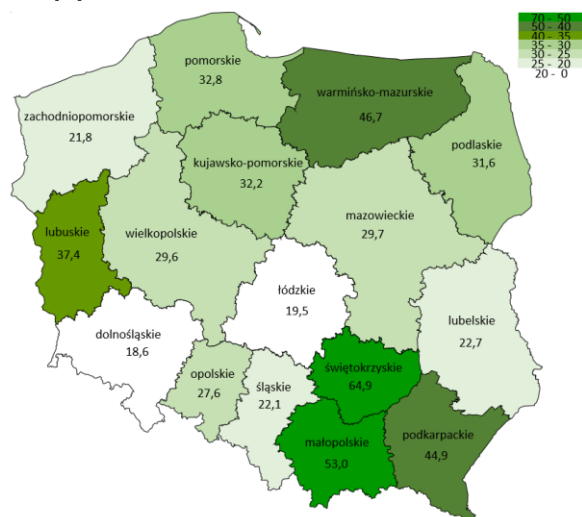 70 - 50
50 - 40
40 - 35
35 - 30
30 - 25
25 - 20
20 - 0
pomorskie
32,8
warmińsko-mazurskie
46,7
zachodniopomorskie
21,8
podlaskie
31,6
kujawsko-pomorskie
32,2
mazowieckie
29,7
lubuskie
37,4
wielkopolskie
29,6
łódzkie
19,5
lubelskie
22,7
dolnośląskie
18,6
opolskie
27,6
śląskie
22,1
świętokrzyskie
64,9
małopolskie
53,0
podkarpackie
44,9